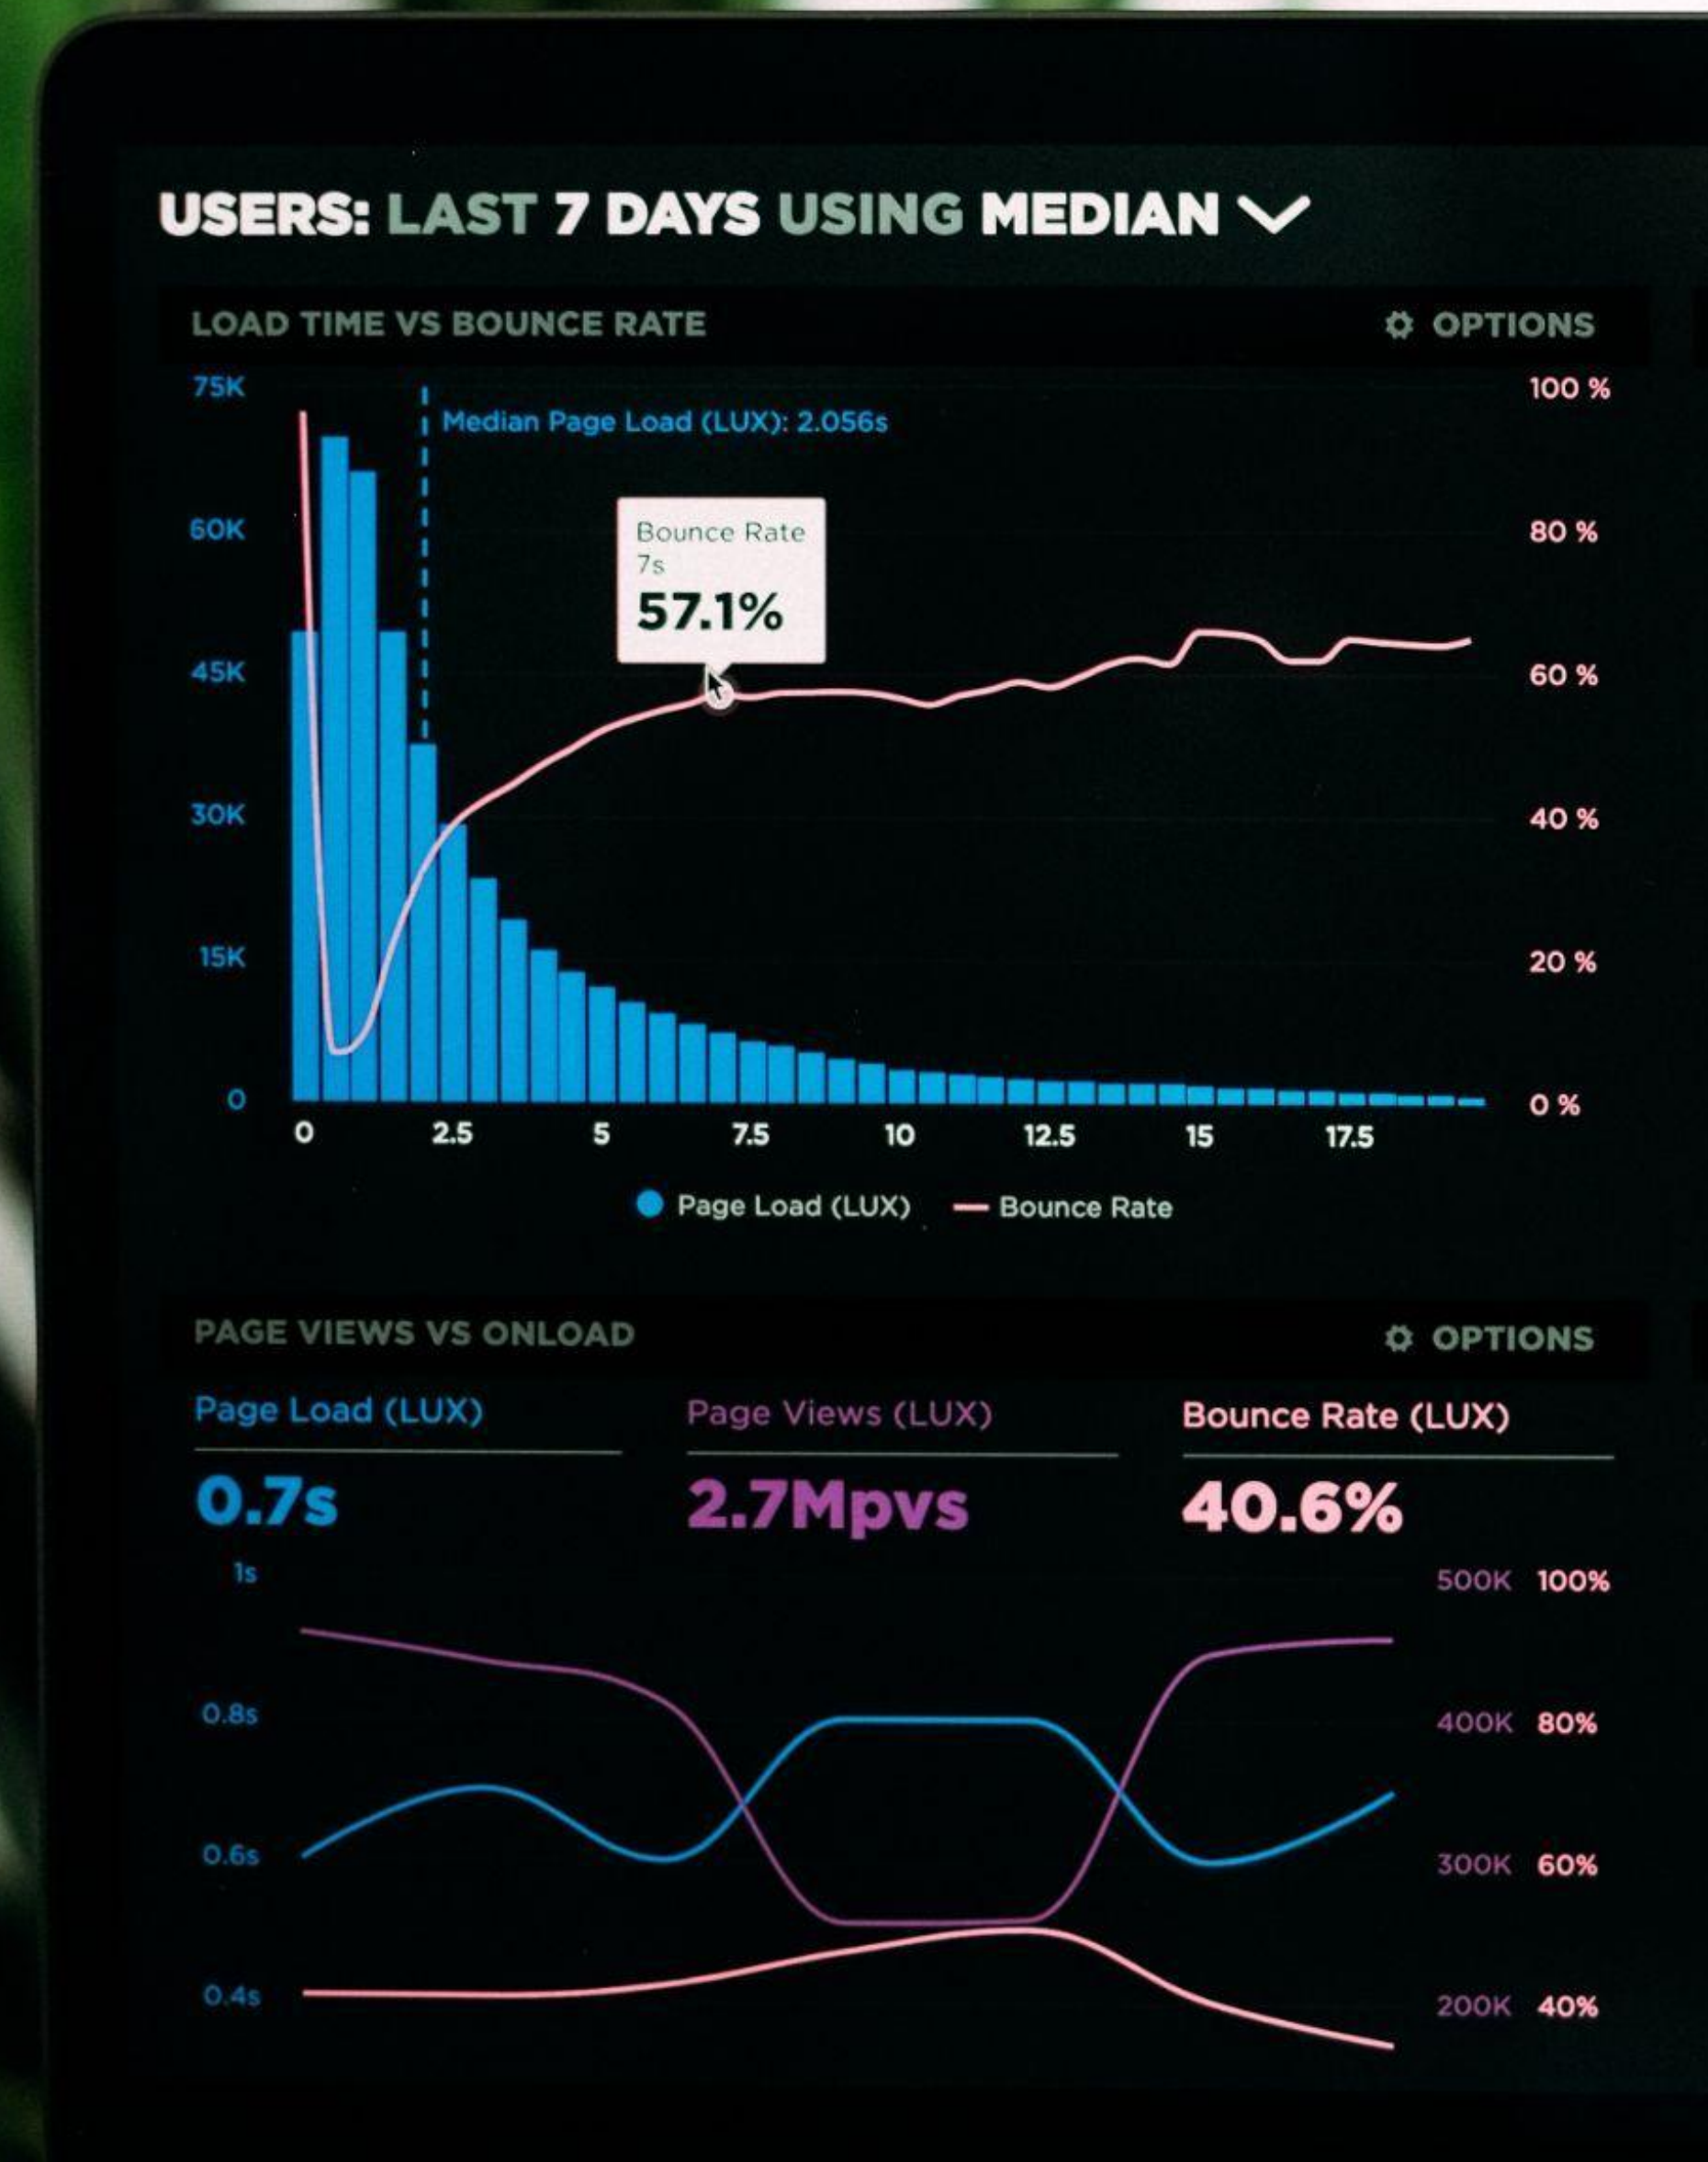 USERS: LAST 7 DAYS USING MEDIAN
LOAD TIME VS BOUNCE RATE
OPTIONS
75K
100 %
Median Page Load (LUX): 2.056s
Bounce Rate
7s
57.1%
60K
80 %
45K
60 %
30K
40 %
15K
20 %
0
0 %
0 2.5 5 7.5 10 12.5 15 17.5
Page Load (LUX) Bounce Rate
PAGE VIEWS VS ONLOAD
OPTIONS
Page Load (LUX)
0.7s
Page Views (LUX)
2.7Mpvs
Bounce Rate (LUX)
40.6%
1s
500K 100%
0.8s
400K 80%
0.6s
300K 60%
0.4s
200K 40%